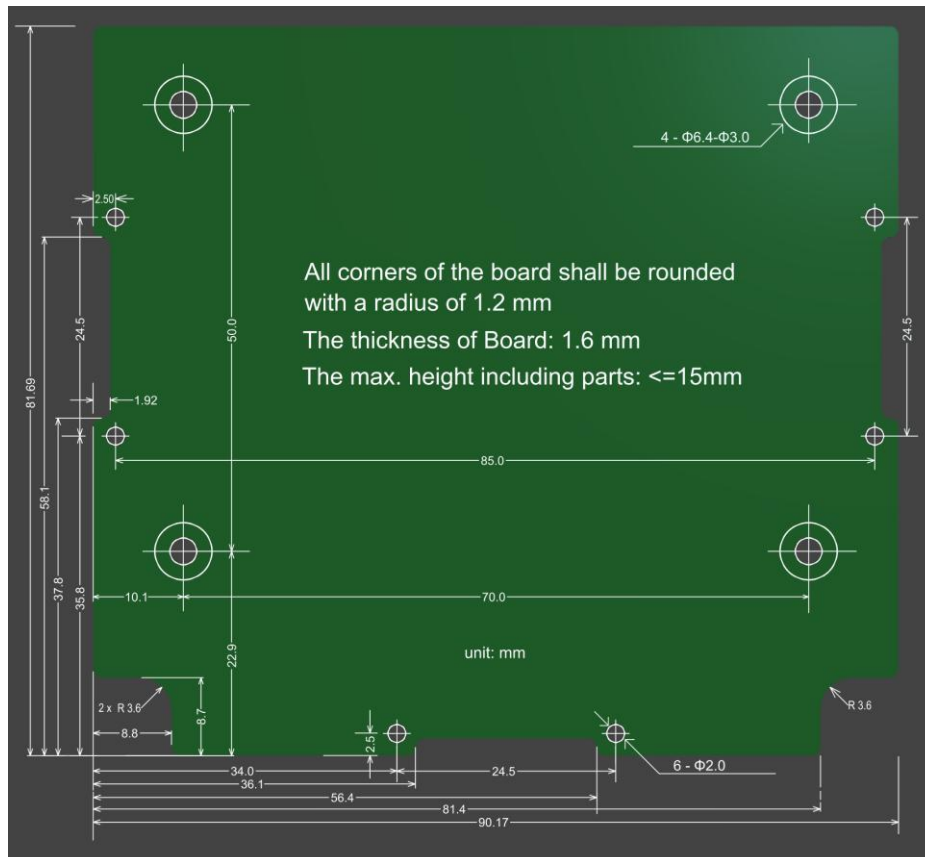 4 - Φ6.4-Φ3.0
2.50
All corners of the board shall be rounded
with a radius of 1.2 mm
The thickness of Board: 1.6 mm
The max. height including parts: <=15mm
24.5
50.0
24.5
81.69
1.92
85.0
58.1
37.8
35.8
10.1
70.0
22.9
unit: mm
2 x R 3.6
R 3.6
8.7
8.8
2.5
6 - Φ2.0
34.0
24.5
36.1
56.4
81.4
90.17